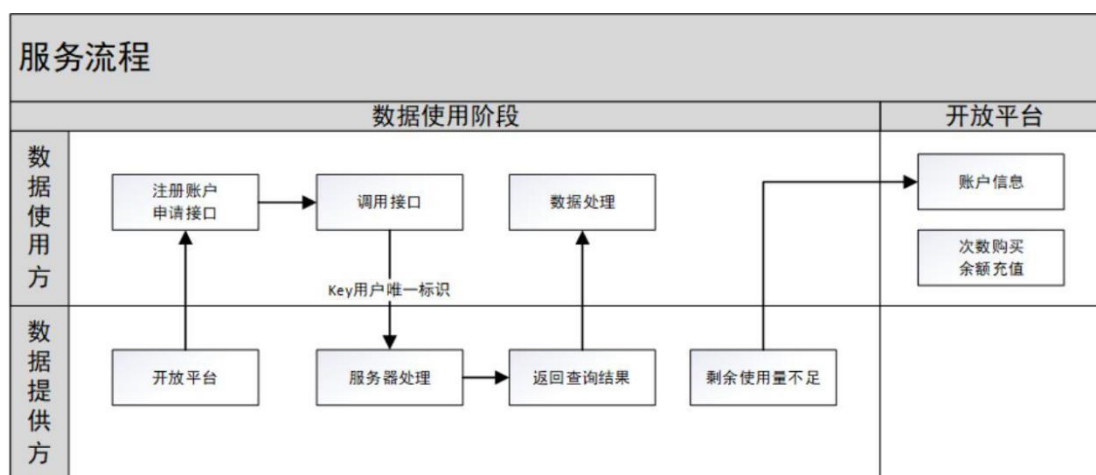 服务流程
数据使用阶段
开放平台
数据使用方
注册账户
申请接口
调用接口
数据处理
账户信息
次数购买
余额充值
Key用户唯一标识
数据提供方
开放平台
服务器处理
返回查询结果
剩余使用量不足